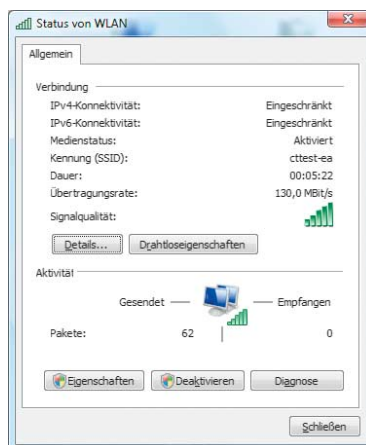 Status von WLAN
Allgemein
Verbindung
IPv4-Konnektivität: Eingeschränkt
IPv6-Konnektivität: Eingeschränkt
Medienstatus: Aktiviert
Kennung (SSID): cttest-ea
Dauer: 00:05:22
Übertragungsrate: 130,0 MBit/s
Signalqualität:
Details... Drahtloseigenschaften
Aktivität
Gesendet — — Empfangen
Pakete: 62 | 0
Eigenschaften Deaktivieren Diagnose
Schließen